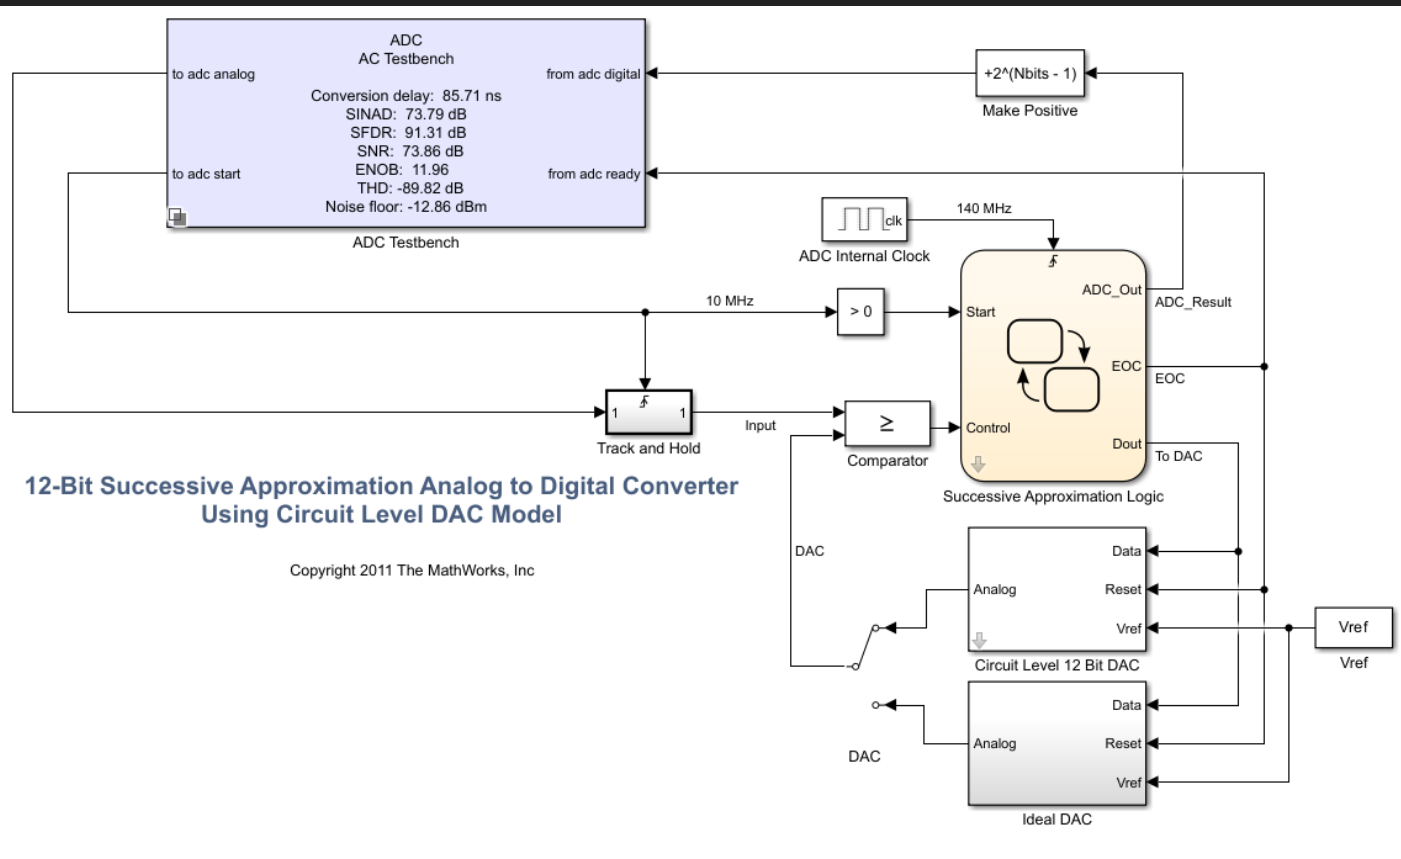 ADC
AC Testbench
to adc analog
from adc digital
Conversion delay: 85.71 ns
SINAD: 73.79 dB
SFDR: 91.31 dB
SNR: 73.86 dB
ENOB: 11.96
THD: -89.82 dB
Noise floor: -12.86 dBm
to adc start
from adc ready
ADC Testbench
+2^(Nbits - 1)
Make Positive
clk
140 MHz
ADC Internal Clock
10 MHz
> 0
Start
ADC_Out
ADC_Result
EOC
EOC
Control
Dout
To DAC
Successive Approximation Logic
1
1
Track and Hold
Input
≥
Comparator
12-Bit Successive Approximation Analog to Digital Converter
Using Circuit Level DAC Model
Copyright 2011 The MathWorks, Inc
DAC
Data
Analog
Reset
Vref
Circuit Level 12 Bit DAC
Vref
Vref
DAC
Data
Analog
Reset
Vref
Ideal DAC